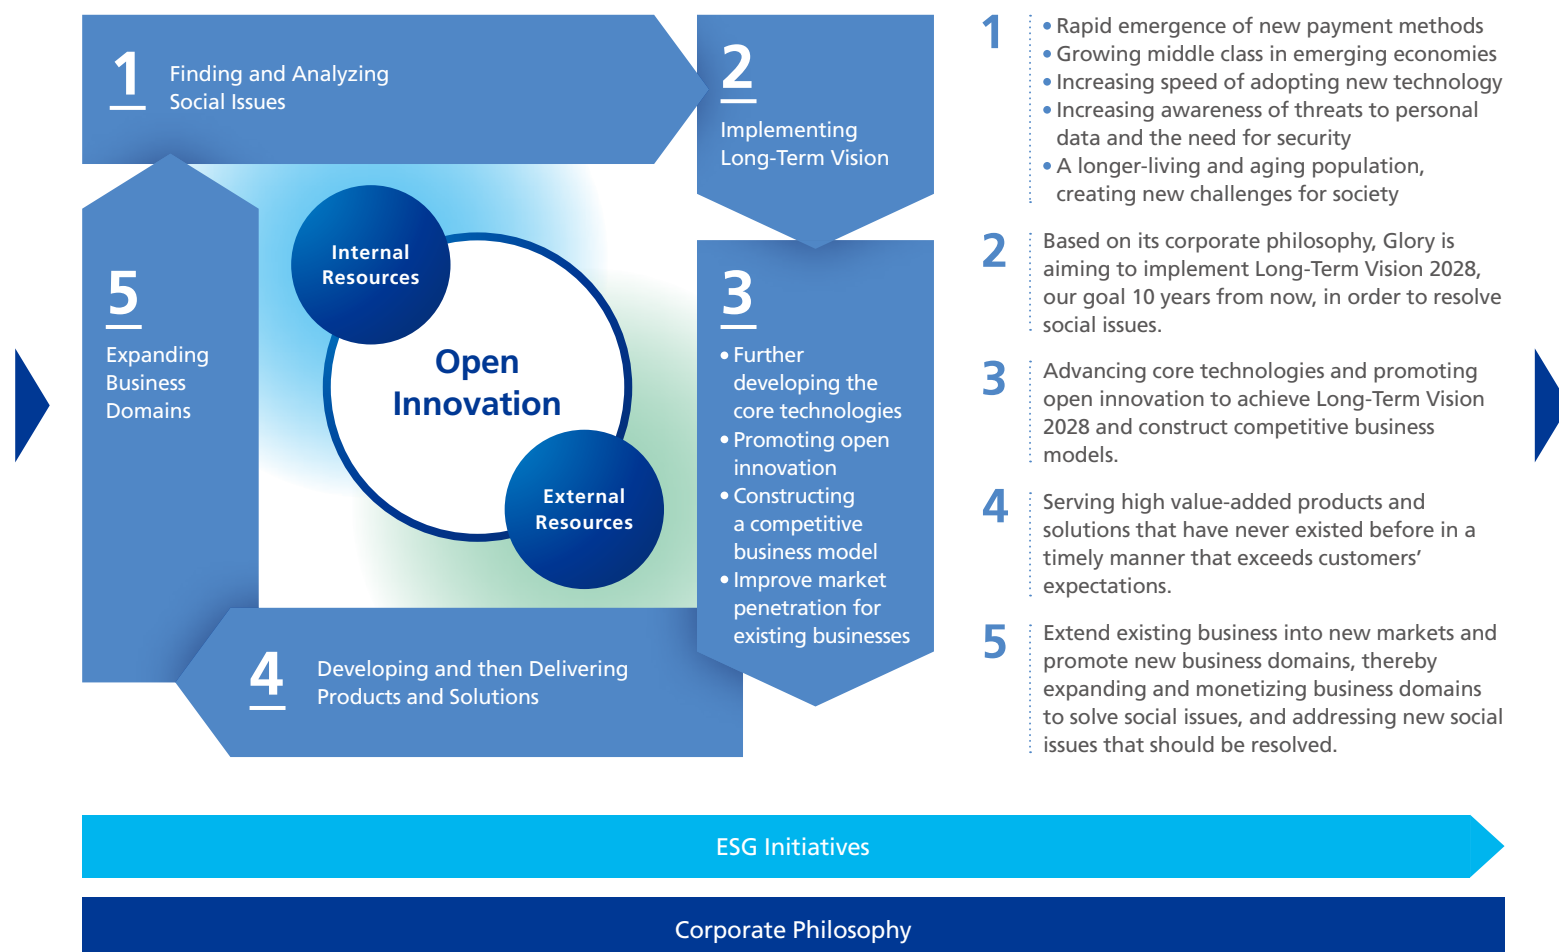 1
Finding and Analyzing
Social Issues
2
Implementing
Long-Term Vision
3
• Further
developing the
core technologies
• Promoting open
innovation
• Constructing
a competitive
business model
• Improve market
penetration for
existing businesses
4
Developing and then Delivering
Products and Solutions
5
Expanding
Business
Domains
Internal
Resources
Open
Innovation
External
Resources
1
• Rapid emergence of new payment methods
• Growing middle class in emerging economies
• Increasing speed of adopting new technology
• Increasing awareness of threats to personal
data and the need for security
• A longer-living and aging population,
creating new challenges for society
2
Based on its corporate philosophy, Glory is
aiming to implement Long-Term Vision 2028,
our goal 10 years from now, in order to resolve
social issues.
3
Advancing core technologies and promoting
open innovation to achieve Long-Term Vision
2028 and construct competitive business
models.
4
Serving high value-added products and
solutions that have never existed before in a
timely manner that exceeds customers’
expectations.
5
Extend existing business into new markets and
promote new business domains, thereby
expanding and monetizing business domains
to solve social issues, and addressing new social
issues that should be resolved.
ESG Initiatives
Corporate Philosophy